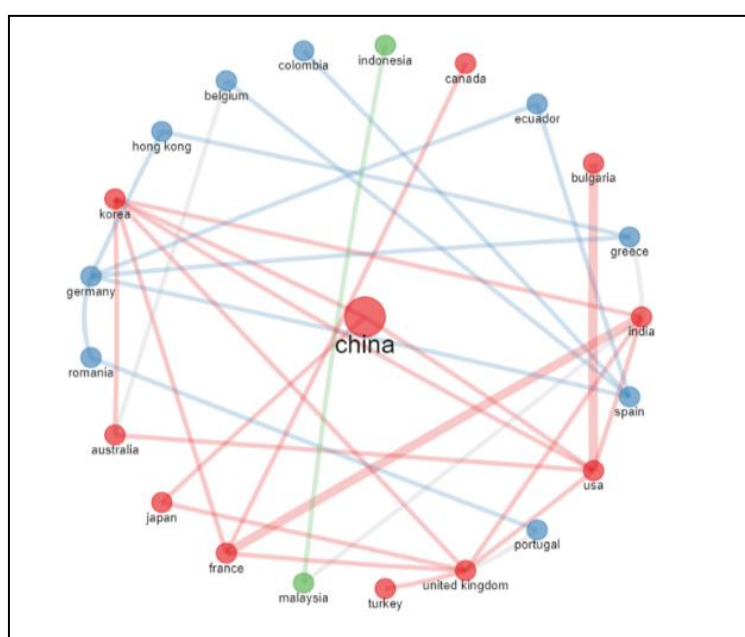 indonesia
colombia
canada
belgium
ecuador
hong kong
bulgaria
korea
greece
germany
india
china
romania
spain
australia
usa
japan
portugal
france
united kingdom
malaysia
turkey